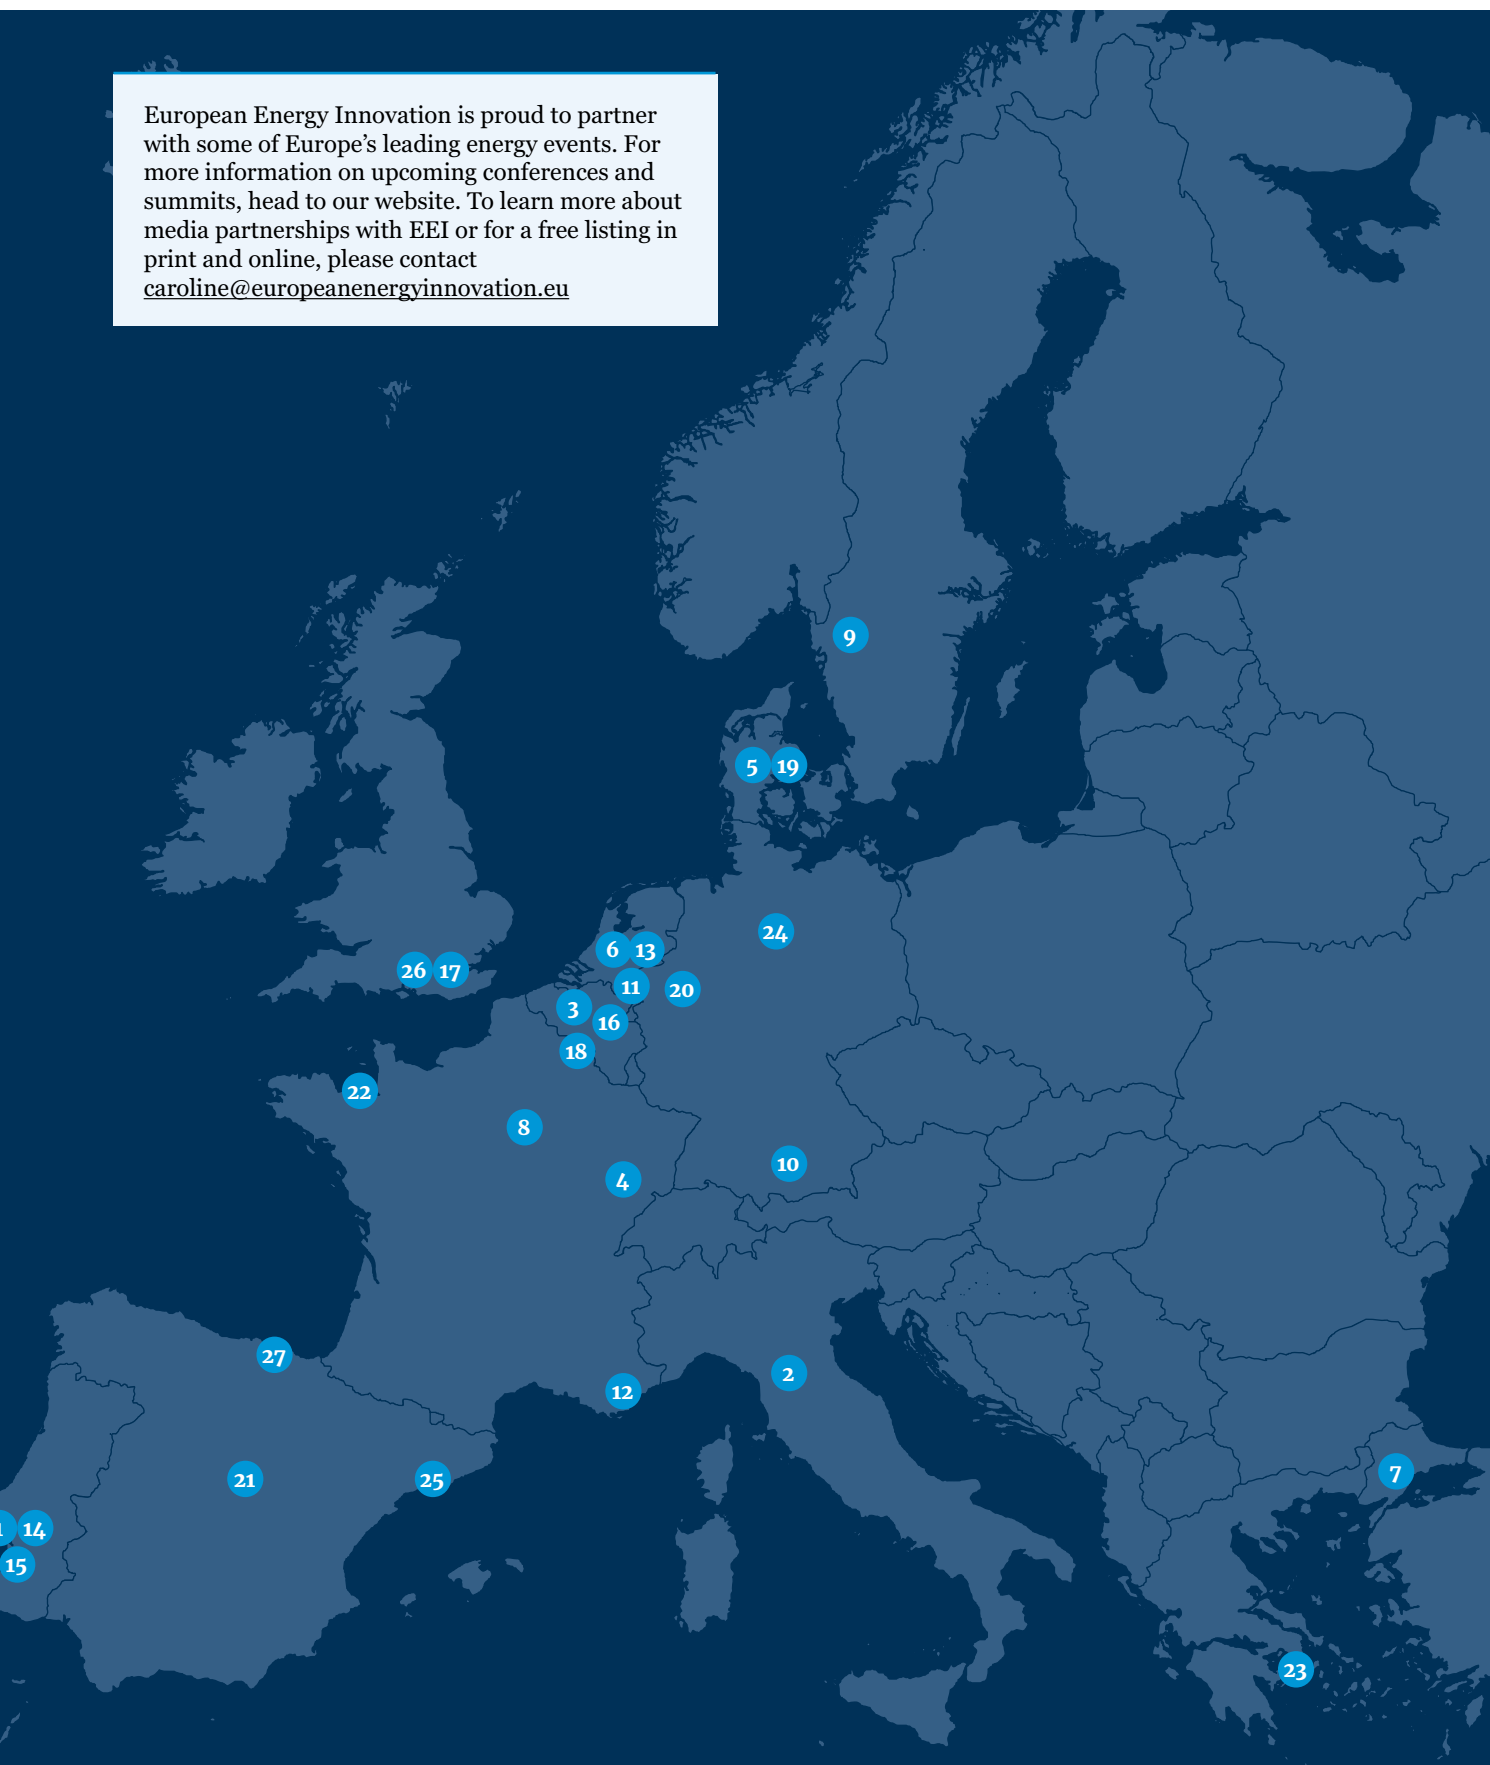 European Energy Innovation is proud to partner
with some of Europe's leading energy events. For
more information on upcoming conferences and
summits, head to our website. To learn more about
media partnerships with EEI or for a free listing in
print and online, please contact
caroline@europeanenergyinnovation.eu
9
5 19
24
6 13
26 17
11 20
3 16
18
22
8
10
4
27
2
12
7
21 25
1 14
15
23